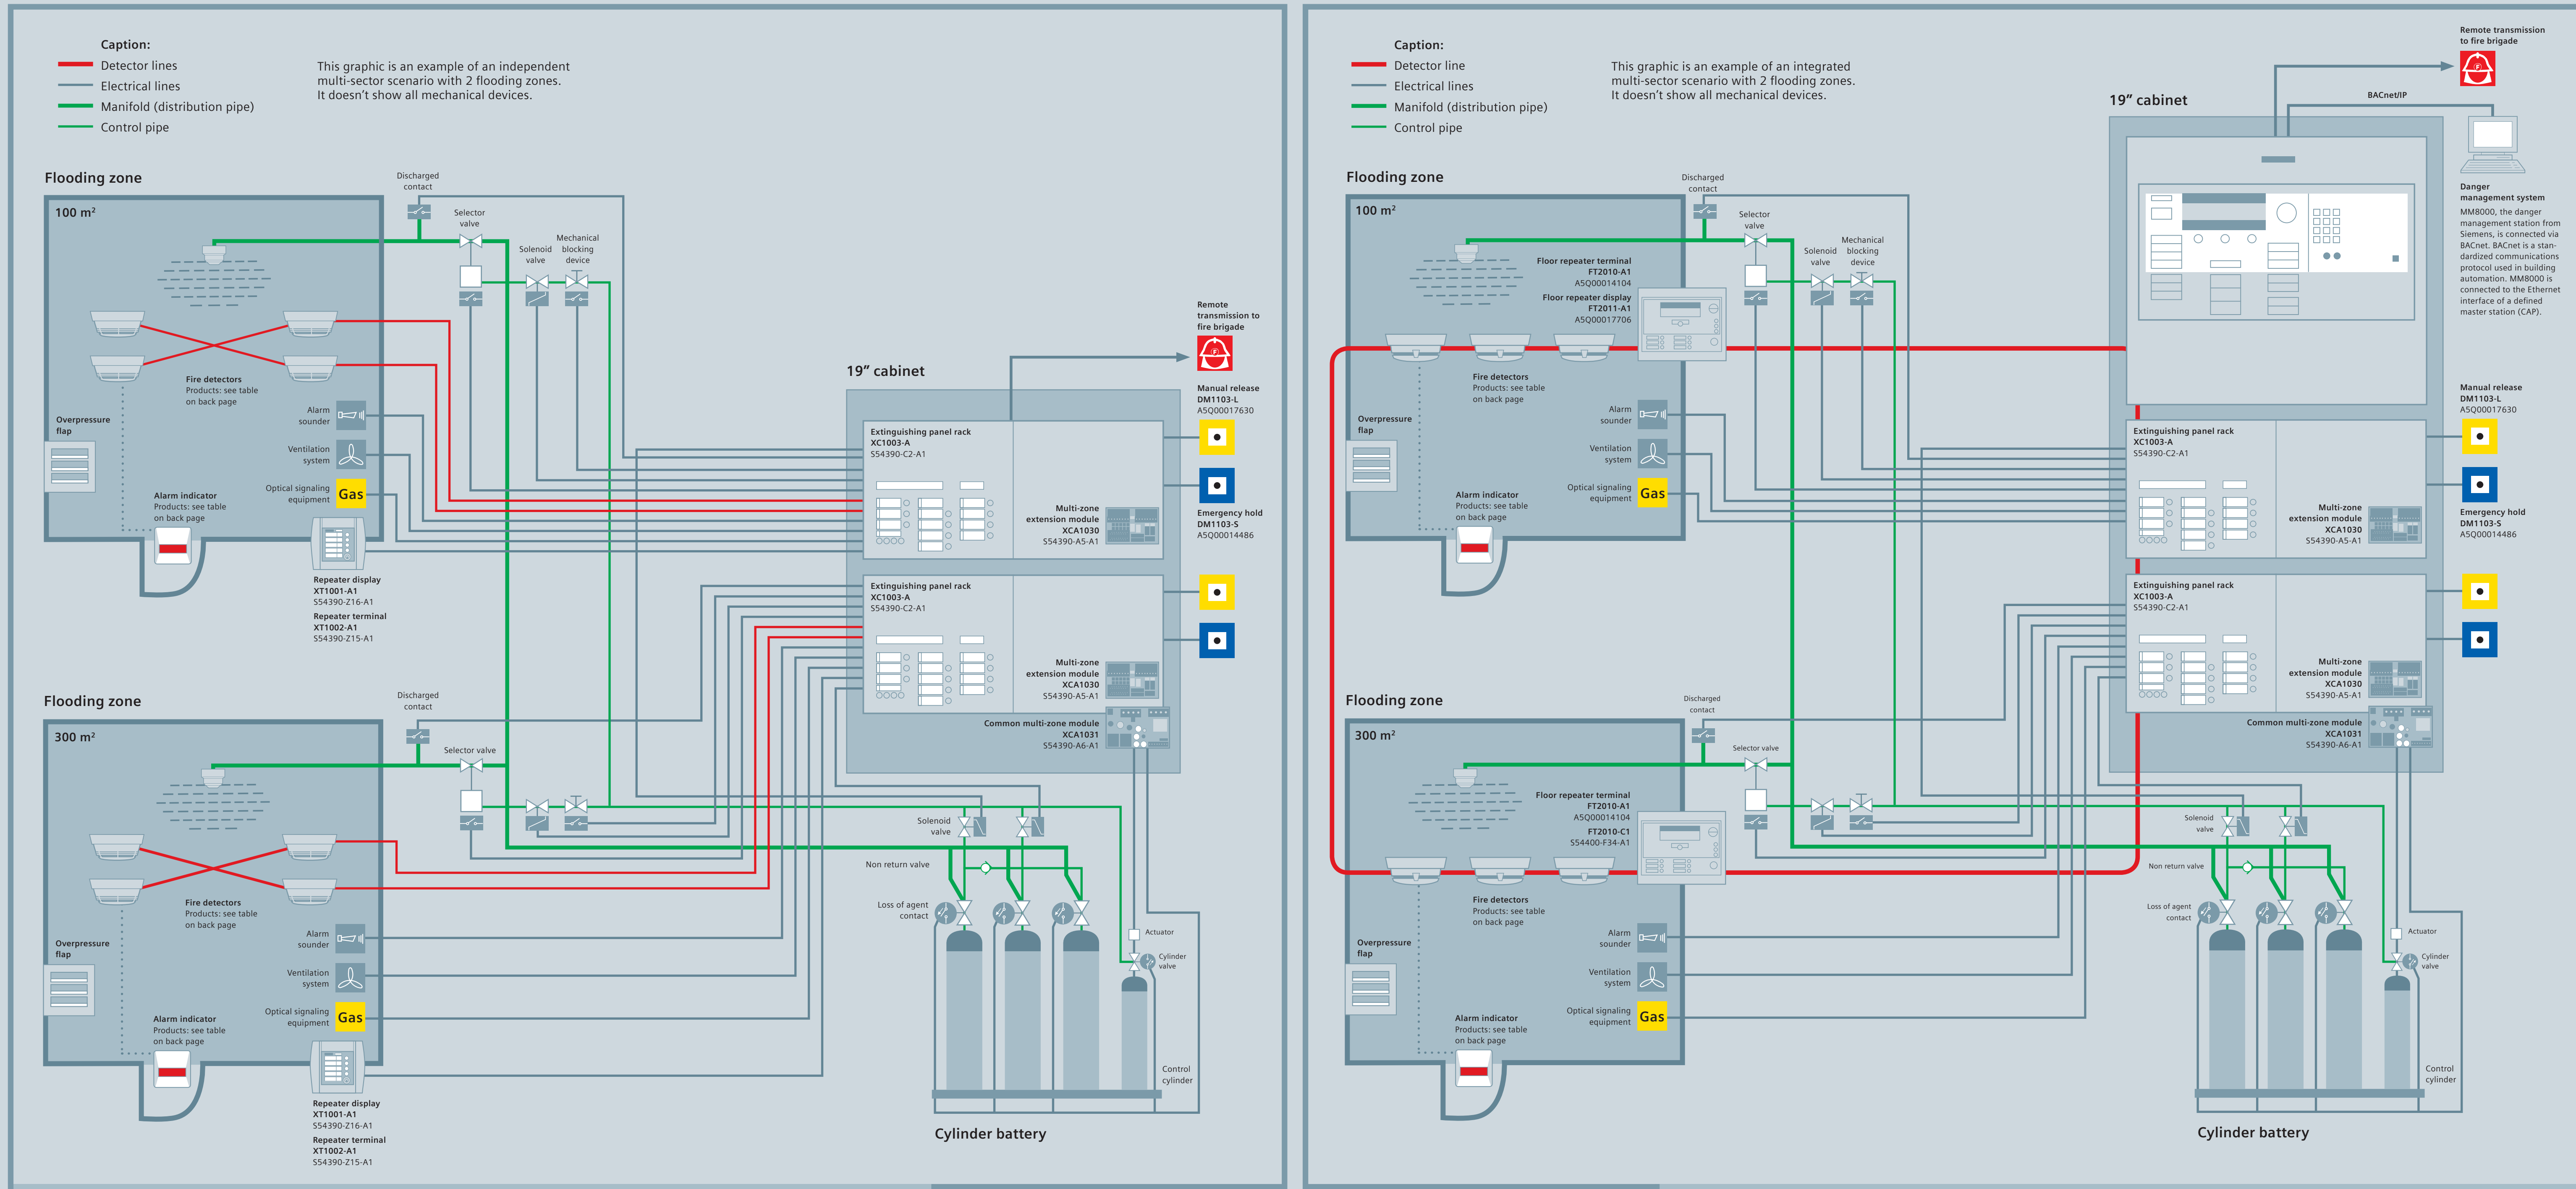 Caption:
Detector lines
Electrical lines
Manifold (distribution pipe)
Control pipe
This graphic is an example of an independent
multi-sector scenario with 2 flooding zones.
It doesn’t show all mechanical devices.
Flooding zone
100 m²
Discharged
contact
Selector
valve
Solenoid
valve
Mechanical
blocking
device
Fire detectors
Products: see table
on back page
Overpressure
flap
Alarm
sounder
Ventilation
system
Optical signaling
equipment
Gas
Alarm indicator
Products: see table
on back page
Repeater display
XT1001-A1
S54390-Z16-A1
Repeater terminal
XT1002-A1
S54390-Z15-A1
Remote
transmission to
fire brigade
19” cabinet
Manual release
DM1103-L
A5Q00017630
Extinguishing panel rack
XC1003-A
S54390-C2-A1
Multi-zone
extension module
XCA1030
S54390-A5-A1
Emergency hold
DM1103-S
A5Q00014486
Extinguishing panel rack
XC1003-A
S54390-C2-A1
Multi-zone
extension module
XCA1030
S54390-A5-A1
Common multi-zone module
XCA1031
S54390-A6-A1
Flooding zone
300 m²
Discharged
contact
Selector valve
Fire detectors
Products: see table
on back page
Overpressure
flap
Alarm
sounder
Ventilation
system
Optical signaling
equipment
Gas
Alarm indicator
Products: see table
on back page
Repeater display
XT1001-A1
S54390-Z16-A1
Repeater terminal
XT1002-A1
S54390-Z15-A1
Solenoid
valve
Non return valve
Loss of agent
contact
Actuator
Cylinder
valve
Control
cylinder
Cylinder battery
Caption:
Detector line
Electrical lines
Manifold (distribution pipe)
Control pipe
This graphic is an example of an integrated
multi-sector scenario with 2 flooding zones.
It doesn’t show all mechanical devices.
Remote transmission
to fire brigade
19” cabinet
BACnet/IP
Danger
management system
MM8000, the danger
management station from
Siemens, is connected via
BACnet. BACnet is a stan-
dardized communications
protocol used in building
automation. MM8000 is
connected to the Ethernet
interface of a defined
master station (CAP).
Flooding zone
100 m²
Discharged
contact
Selector
valve
Solenoid
valve
Mechanical
blocking
device
Floor repeater terminal
FT2010-A1
A5Q00014104
Floor repeater display
FT2011-A1
A5Q00017706
Fire detectors
Products: see table
on back page
Overpressure
flap
Alarm
sounder
Ventilation
system
Optical signaling
equipment
Gas
Alarm indicator
Products: see table
on back page
Manual release
DM1103-L
A5Q00017630
Extinguishing panel rack
XC1003-A
S54390-C2-A1
Multi-zone
extension module
XCA1030
S54390-A5-A1
Emergency hold
DM1103-S
A5Q00014486
Extinguishing panel rack
XC1003-A
S54390-C2-A1
Multi-zone
extension module
XCA1030
S54390-A5-A1
Common multi-zone module
XCA1031
S54390-A6-A1
Flooding zone
300 m²
Discharged
contact
Selector valve
Floor repeater terminal
FT2010-A1
A5Q00014104
FT2010-C1
S54400-F34-A1
Fire detectors
Products: see table
on back page
Overpressure
flap
Alarm
sounder
Ventilation
system
Optical signaling
equipment
Gas
Alarm indicator
Products: see table
on back page
Solenoid
valve
Non return valve
Loss of agent
contact
Actuator
Cylinder
valve
Control
cylinder
Cylinder battery